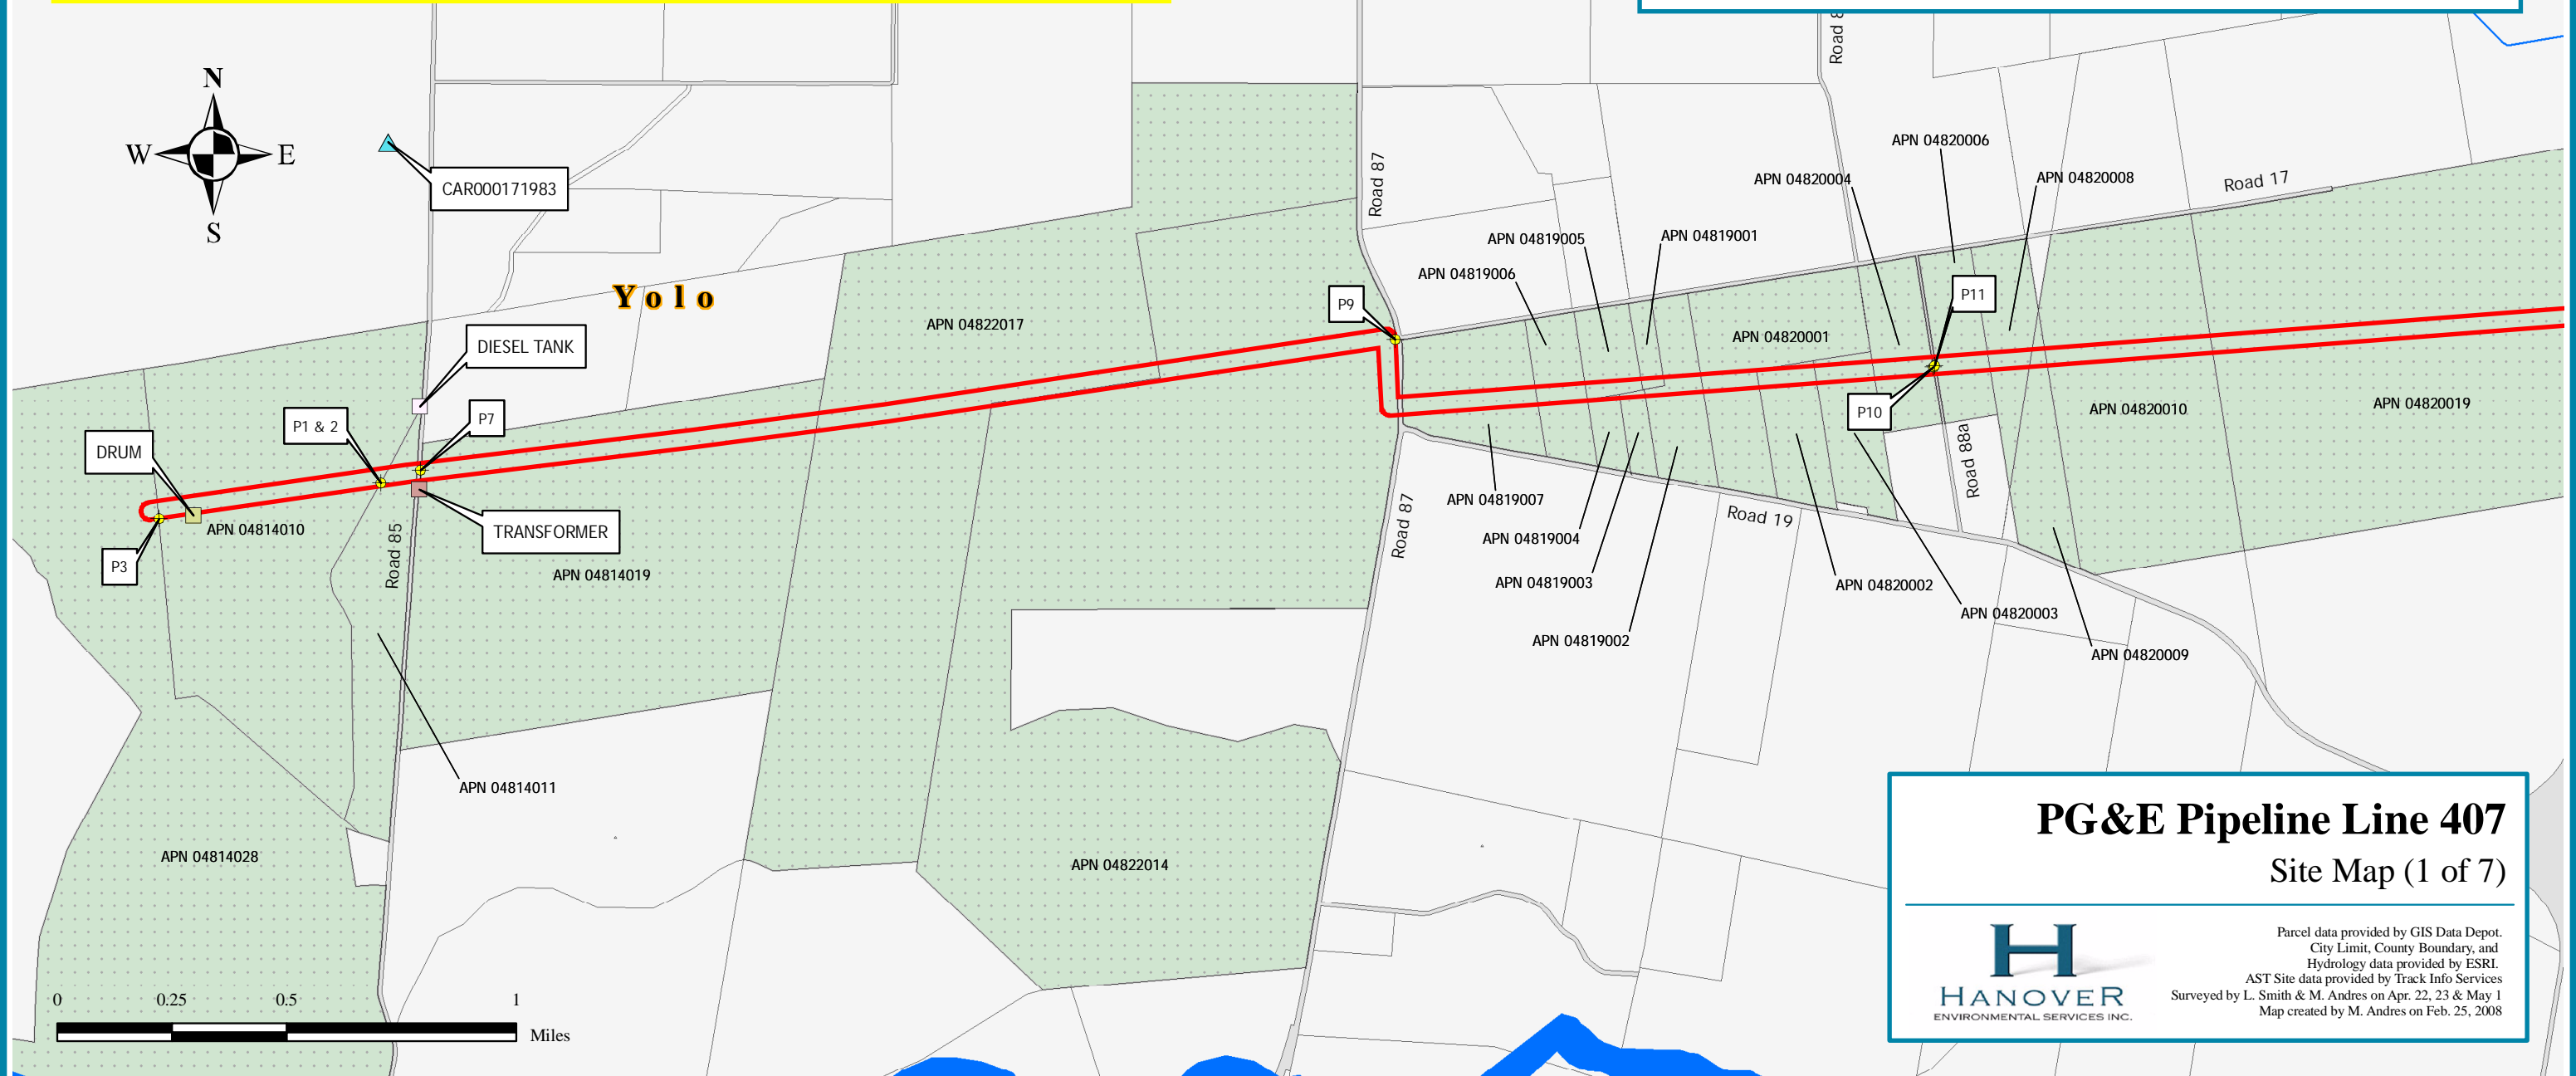 N
W
E
S
CAR000171983
Yolo
DIESEL TANK
P7
P1 & 2
DRUM
P3
APN 04814010
TRANSFORMER
Road 85
APN 04814019
APN 04814011
APN 04814028
APN 04822017
APN 04822014
Road 87
P9
Road 87
APN 04819006
APN 04819005
APN 04819001
APN 04820004
APN 04820006
APN 04820008
Road 17
P11
APN 04820001
P10
APN 04820010
APN 04820019
Road 88a
APN 04819007
APN 04819004
APN 04819003
APN 04819002
Road 19
APN 04820002
APN 04820003
APN 04820009
0 0.25 0.5 1
Miles
PG&E Pipeline Line 407
Site Map (1 of 7)
HANOVER
ENVIRONMENTAL SERVICES INC.
Parcel data provided by GIS Data Depot.
City Limit, County Boundary, and
Hydrology data provided by ESRI.
AST Site data provided by Track Info Services
Surveyed by L. Smith & M. Andres on Apr. 22, 23 & May 1
Map created by M. Andres on Feb. 25, 2008